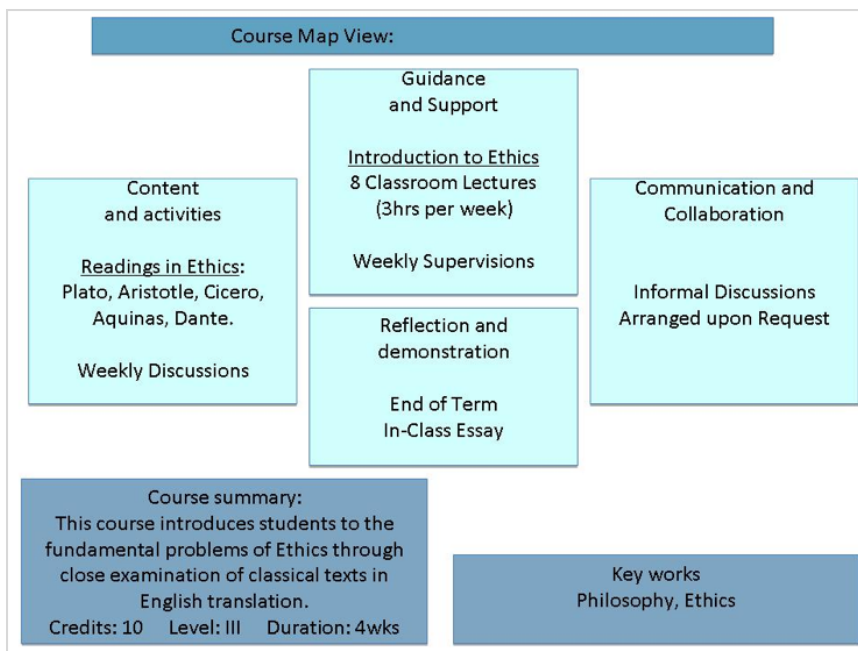 Course Map View:
Guidance
and Support
Introduction to Ethics
8 Classroom Lectures
(3hrs per week)
Weekly Supervisions
Content
and activities
Readings in Ethics:
Plato, Aristotle, Cicero,
Aquinas, Dante.
Weekly Discussions
Communication and
Collaboration
Informal Discussions
Arranged upon Request
Reflection and
demonstration
End of Term
In-Class Essay
Course summary:
This course introduces students to the
fundamental problems of Ethics through
close examination of classical texts in
English translation.
Credits: 10 Level: III Duration: 4wks
Key works
Philosophy, Ethics